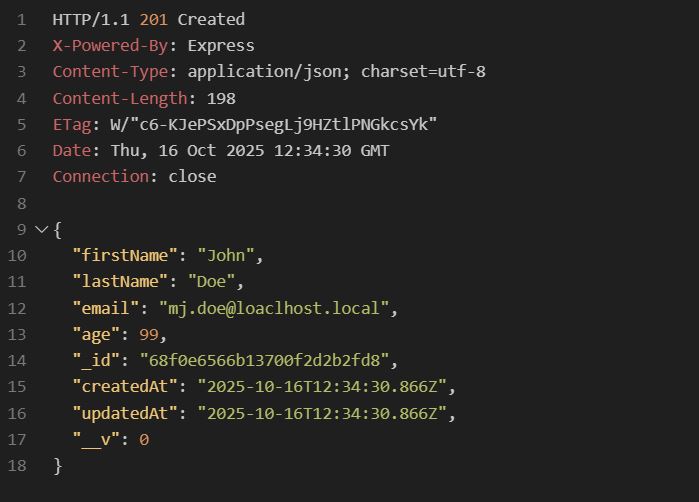 1 HTTP/1.1 201 Created
2 X-Powered-By: Express
3 Content-Type: application/json; charset=utf-8
4 Content-Length: 198
5 ETag: W/"c6-KJePSxDpPsegLj9HZtlPNGkcsYk"
6 Date: Thu, 16 Oct 2025 12:34:30 GMT
7 Connection: close
8
9 {
10 "firstName": "John",
11 "lastName": "Doe",
12 "email": "mj.doe@loaclhost.local",
13 "age": 99,
14 "_id": "68f0e6566b13700f2d2b2fd8",
15 "createdAt": "2025-10-16T12:34:30.866Z",
16 "updatedAt": "2025-10-16T12:34:30.866Z",
17 "__v": 0
18 }